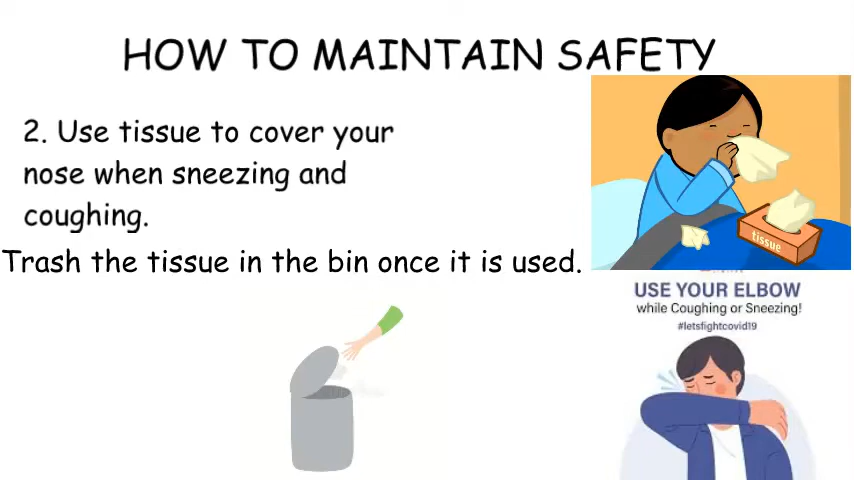 HOW TO MAINTAIN SAFETY
2. Use tissue to cover your
nose when sneezing and
coughing.
Trash the tissue in the bin once it is used.
tissue
USE YOUR ELBOW
while Coughing or Sneezing!
#letsfightcovid19